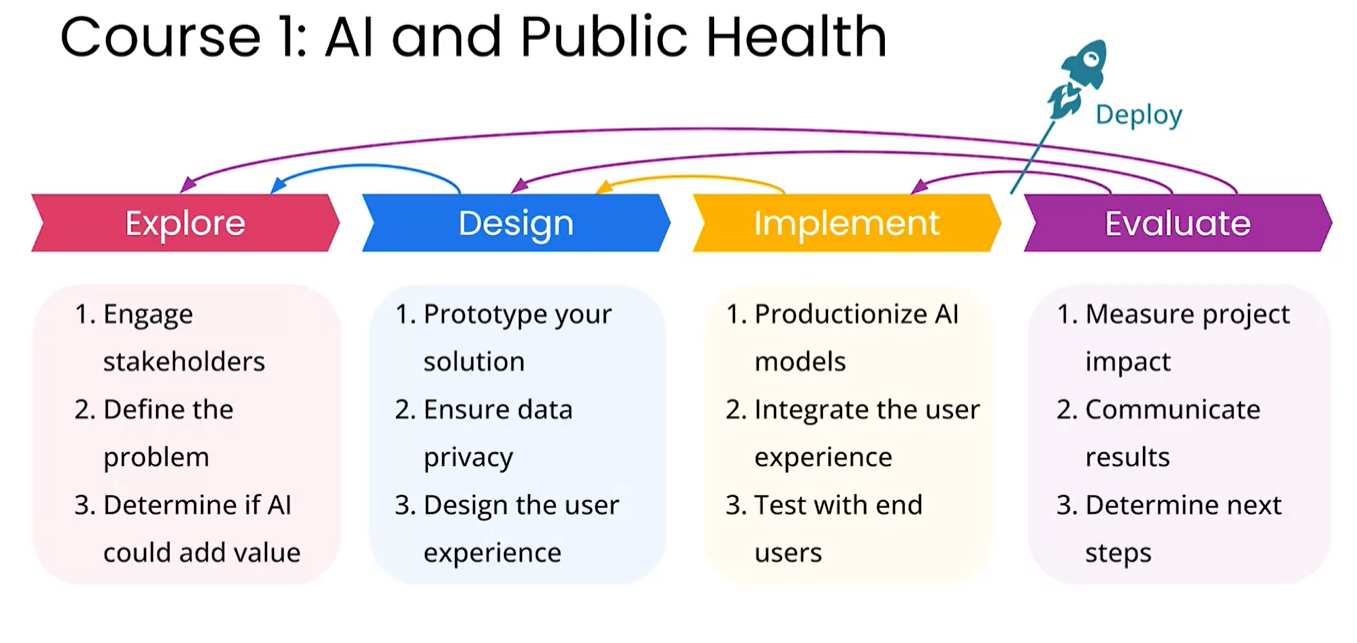 Course 1: AI and Public Health
Deploy
Explore
Design
Implement
Evaluate
1. Engage
stakeholders
2. Define the
problem
3. Determine if AI
could add value
1. Prototype your
solution
2. Ensure data
privacy
3. Design the user
experience
1. Productionize AI
models
2. Integrate the user
experience
3. Test with end
users
1. Measure project
impact
2. Communicate
results
3. Determine next
steps